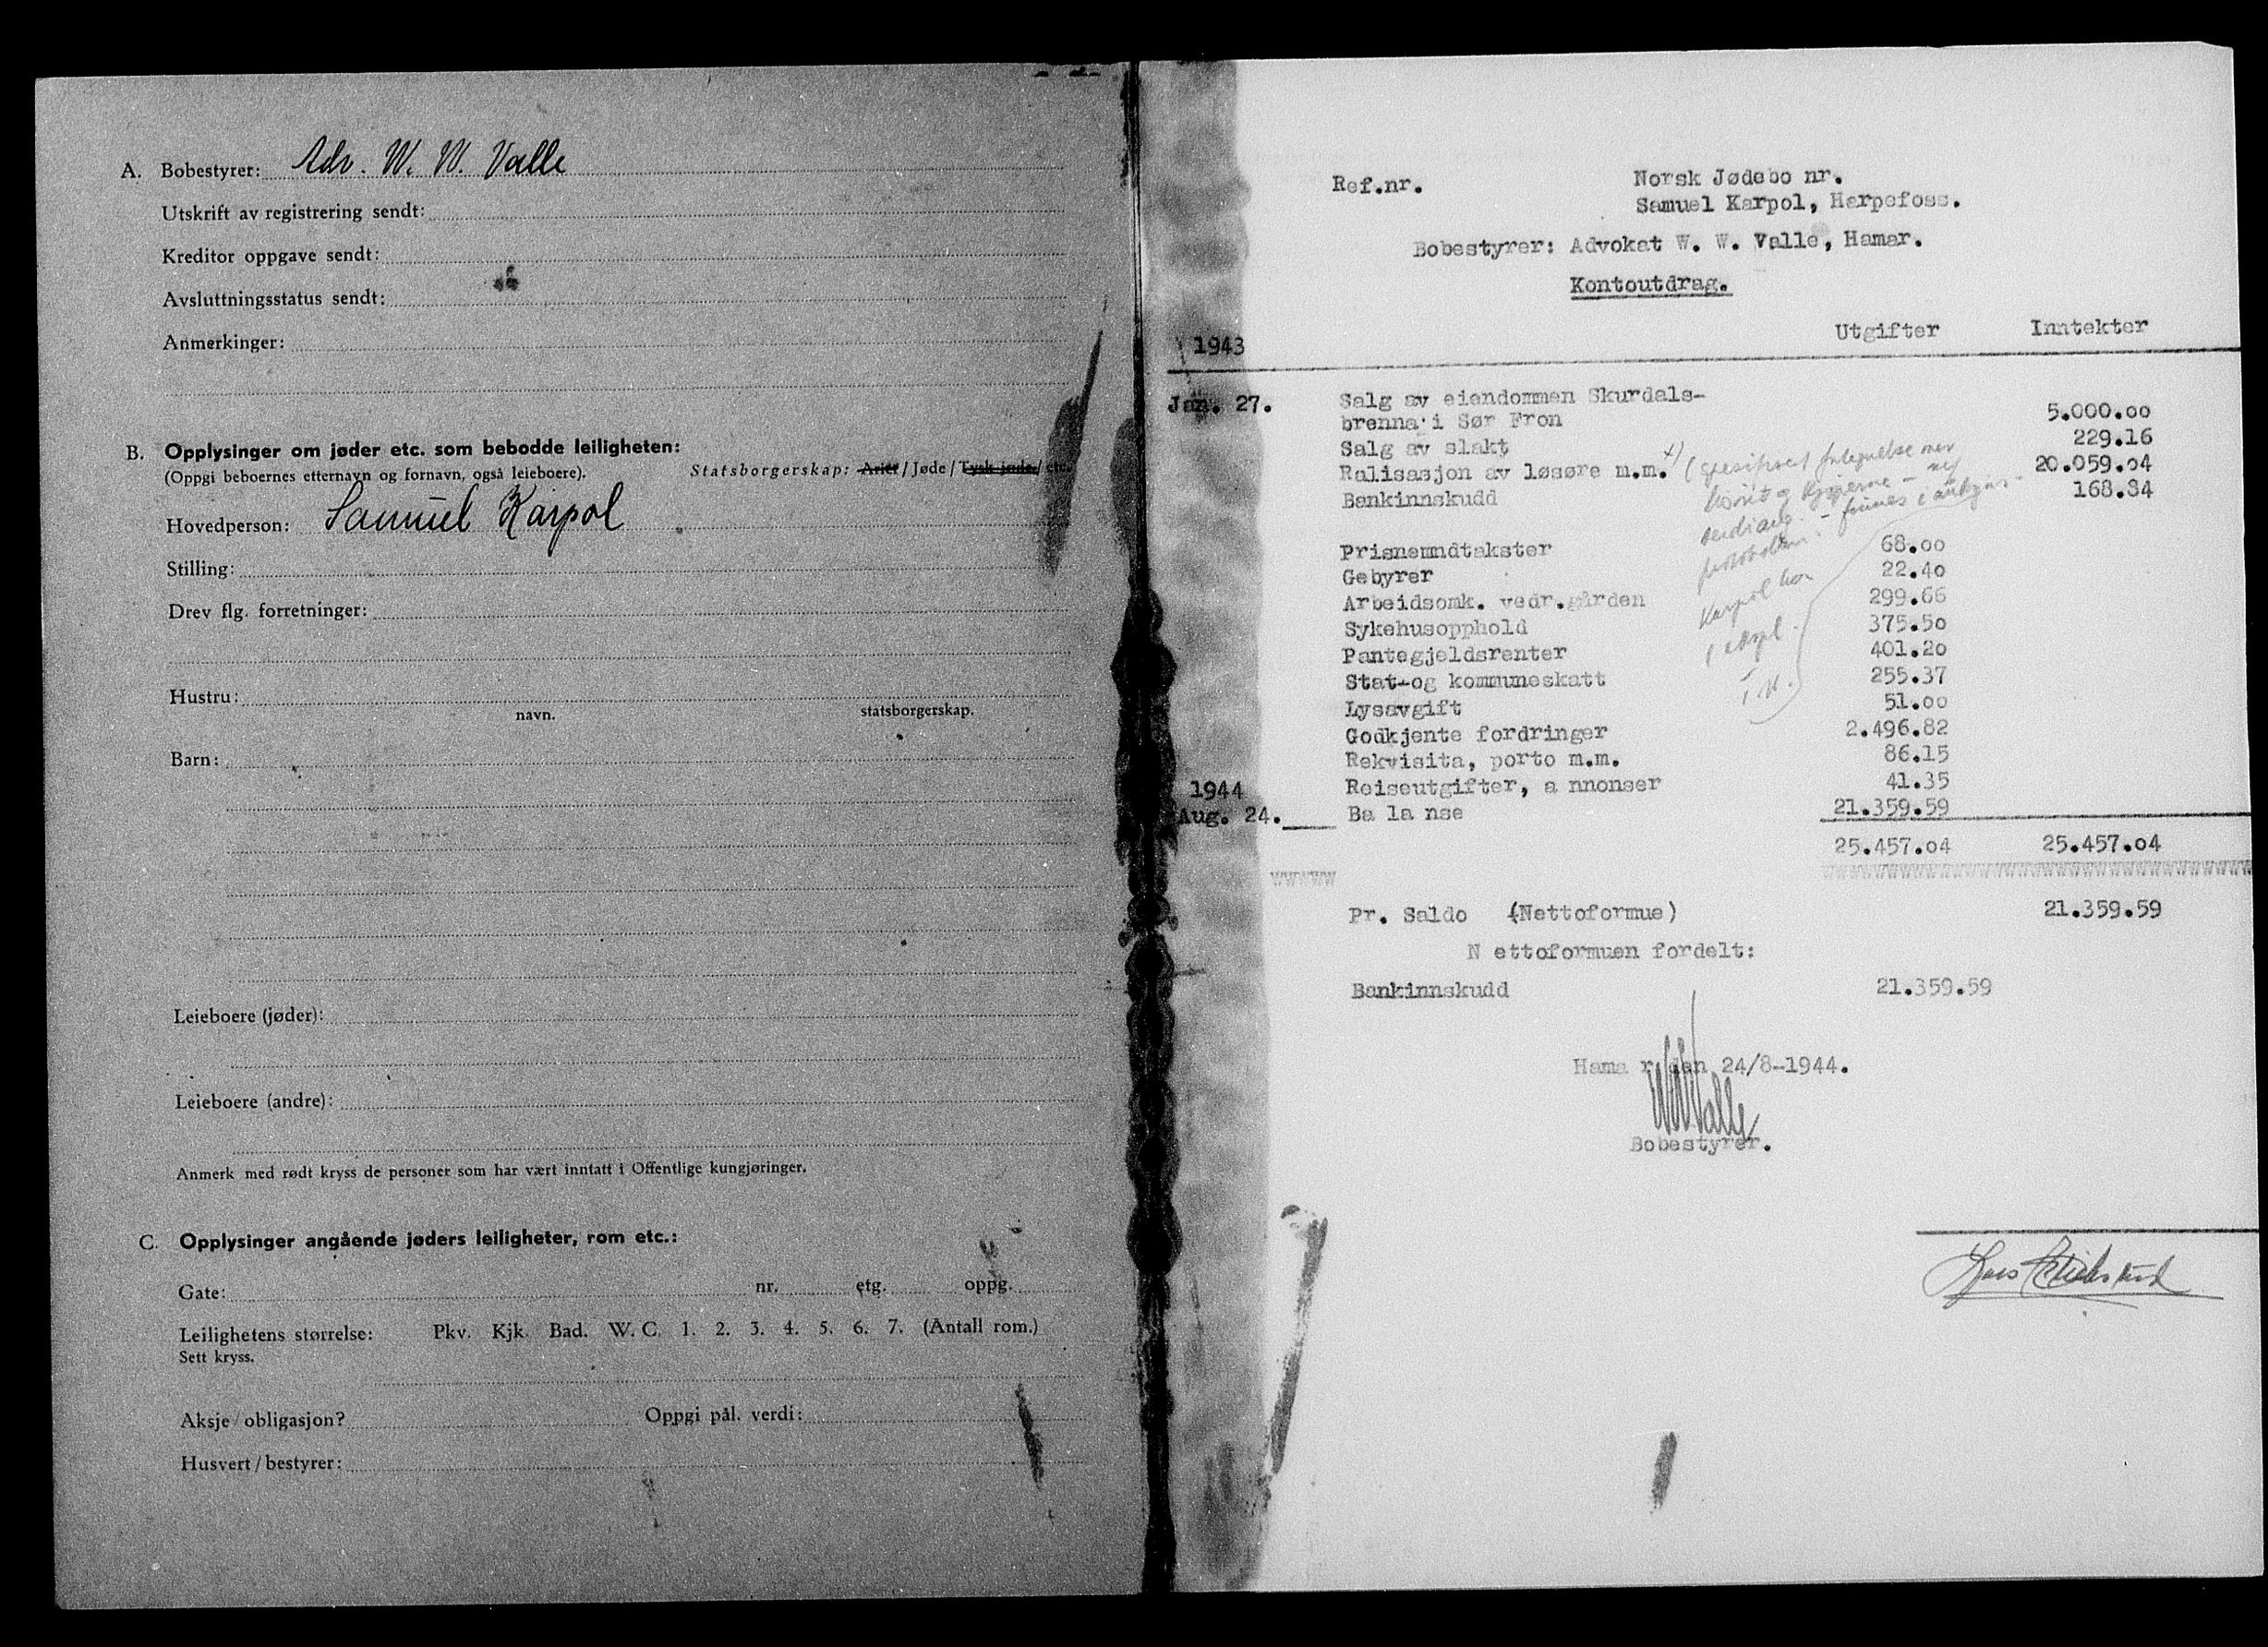 A. Bobestyrer: Adv. W. W. Valle
Utskrift av registrering sendt:
Kreditor oppgave sendt:
Avsluttningsstatus sendt:
Anmerkinger:
B. Opplysinger om jøder etc. som bebodde leiligheten:
(Oppgi beboernes etternavn og fornavn, også leieboere). Statsborgerskap: Arier / Jøde / Tysk jøde / etc.
Hovedperson: Samuel Karpol
Stilling:
Drev flg. forretninger:
Hustru:
navn. statsborgerskap.
Barn:
Leieboere (jøder):
Leieboere (andre):
Anmerk med rødt kryss de personer som har vært inntatt i Offentlige kungjøringer.
C. Opplysinger angående jøders leiligheter, rom etc.:
Gate: nr. etg. oppg.
Leilighetens størrelse: Pkv. Kjk. Bad. W.C. 1. 2. 3. 4. 5. 6. 7. (Antall rom.)
Sett kryss.
Aksje / obligasjon? Oppgi pål. verdi:
Husvert / bestyrer:
Ref.nr. Norsk Jødebo nr.
Samuel Karpol, Harpefoss.
Bobestyrer: Advokat W. W. Valle, Hamar.
Kontoutdrag.
1943 Utgifter Inntekter
Jan. 27. Salg av eiendommen Skurdals-
brenna i Sør Fron 5.000.00
Salg av slakt 229.16
Ralisasjon av løsøre m.m. x) 20.059.04
Bankinnskudd 168.84
Prisnemndtakster 68.00
Gebyrer 22.40
Arbeidsomk. vedr.gården 299.66
Sykehusopphold 375.50
Pantegjeldsrenter 401.20
Stat-og kommuneskatt 255.37
Lysavgift 51.00
Godkjente fordringer 2.496.82
Rekvisita, porto m.m. 86.15
1944 Reiseutgifter, a nnonser 41.35
Aug. 24. Ba la nse 21.359.59
25.457.04 25.457.04
Pr. Saldo (Nettoformue) 21.359.59
N ettoformuen fordelt:
Bankinnskudd 21.359.59
Hama r den 24/8-1944.
WWValle
Bobestyrer.